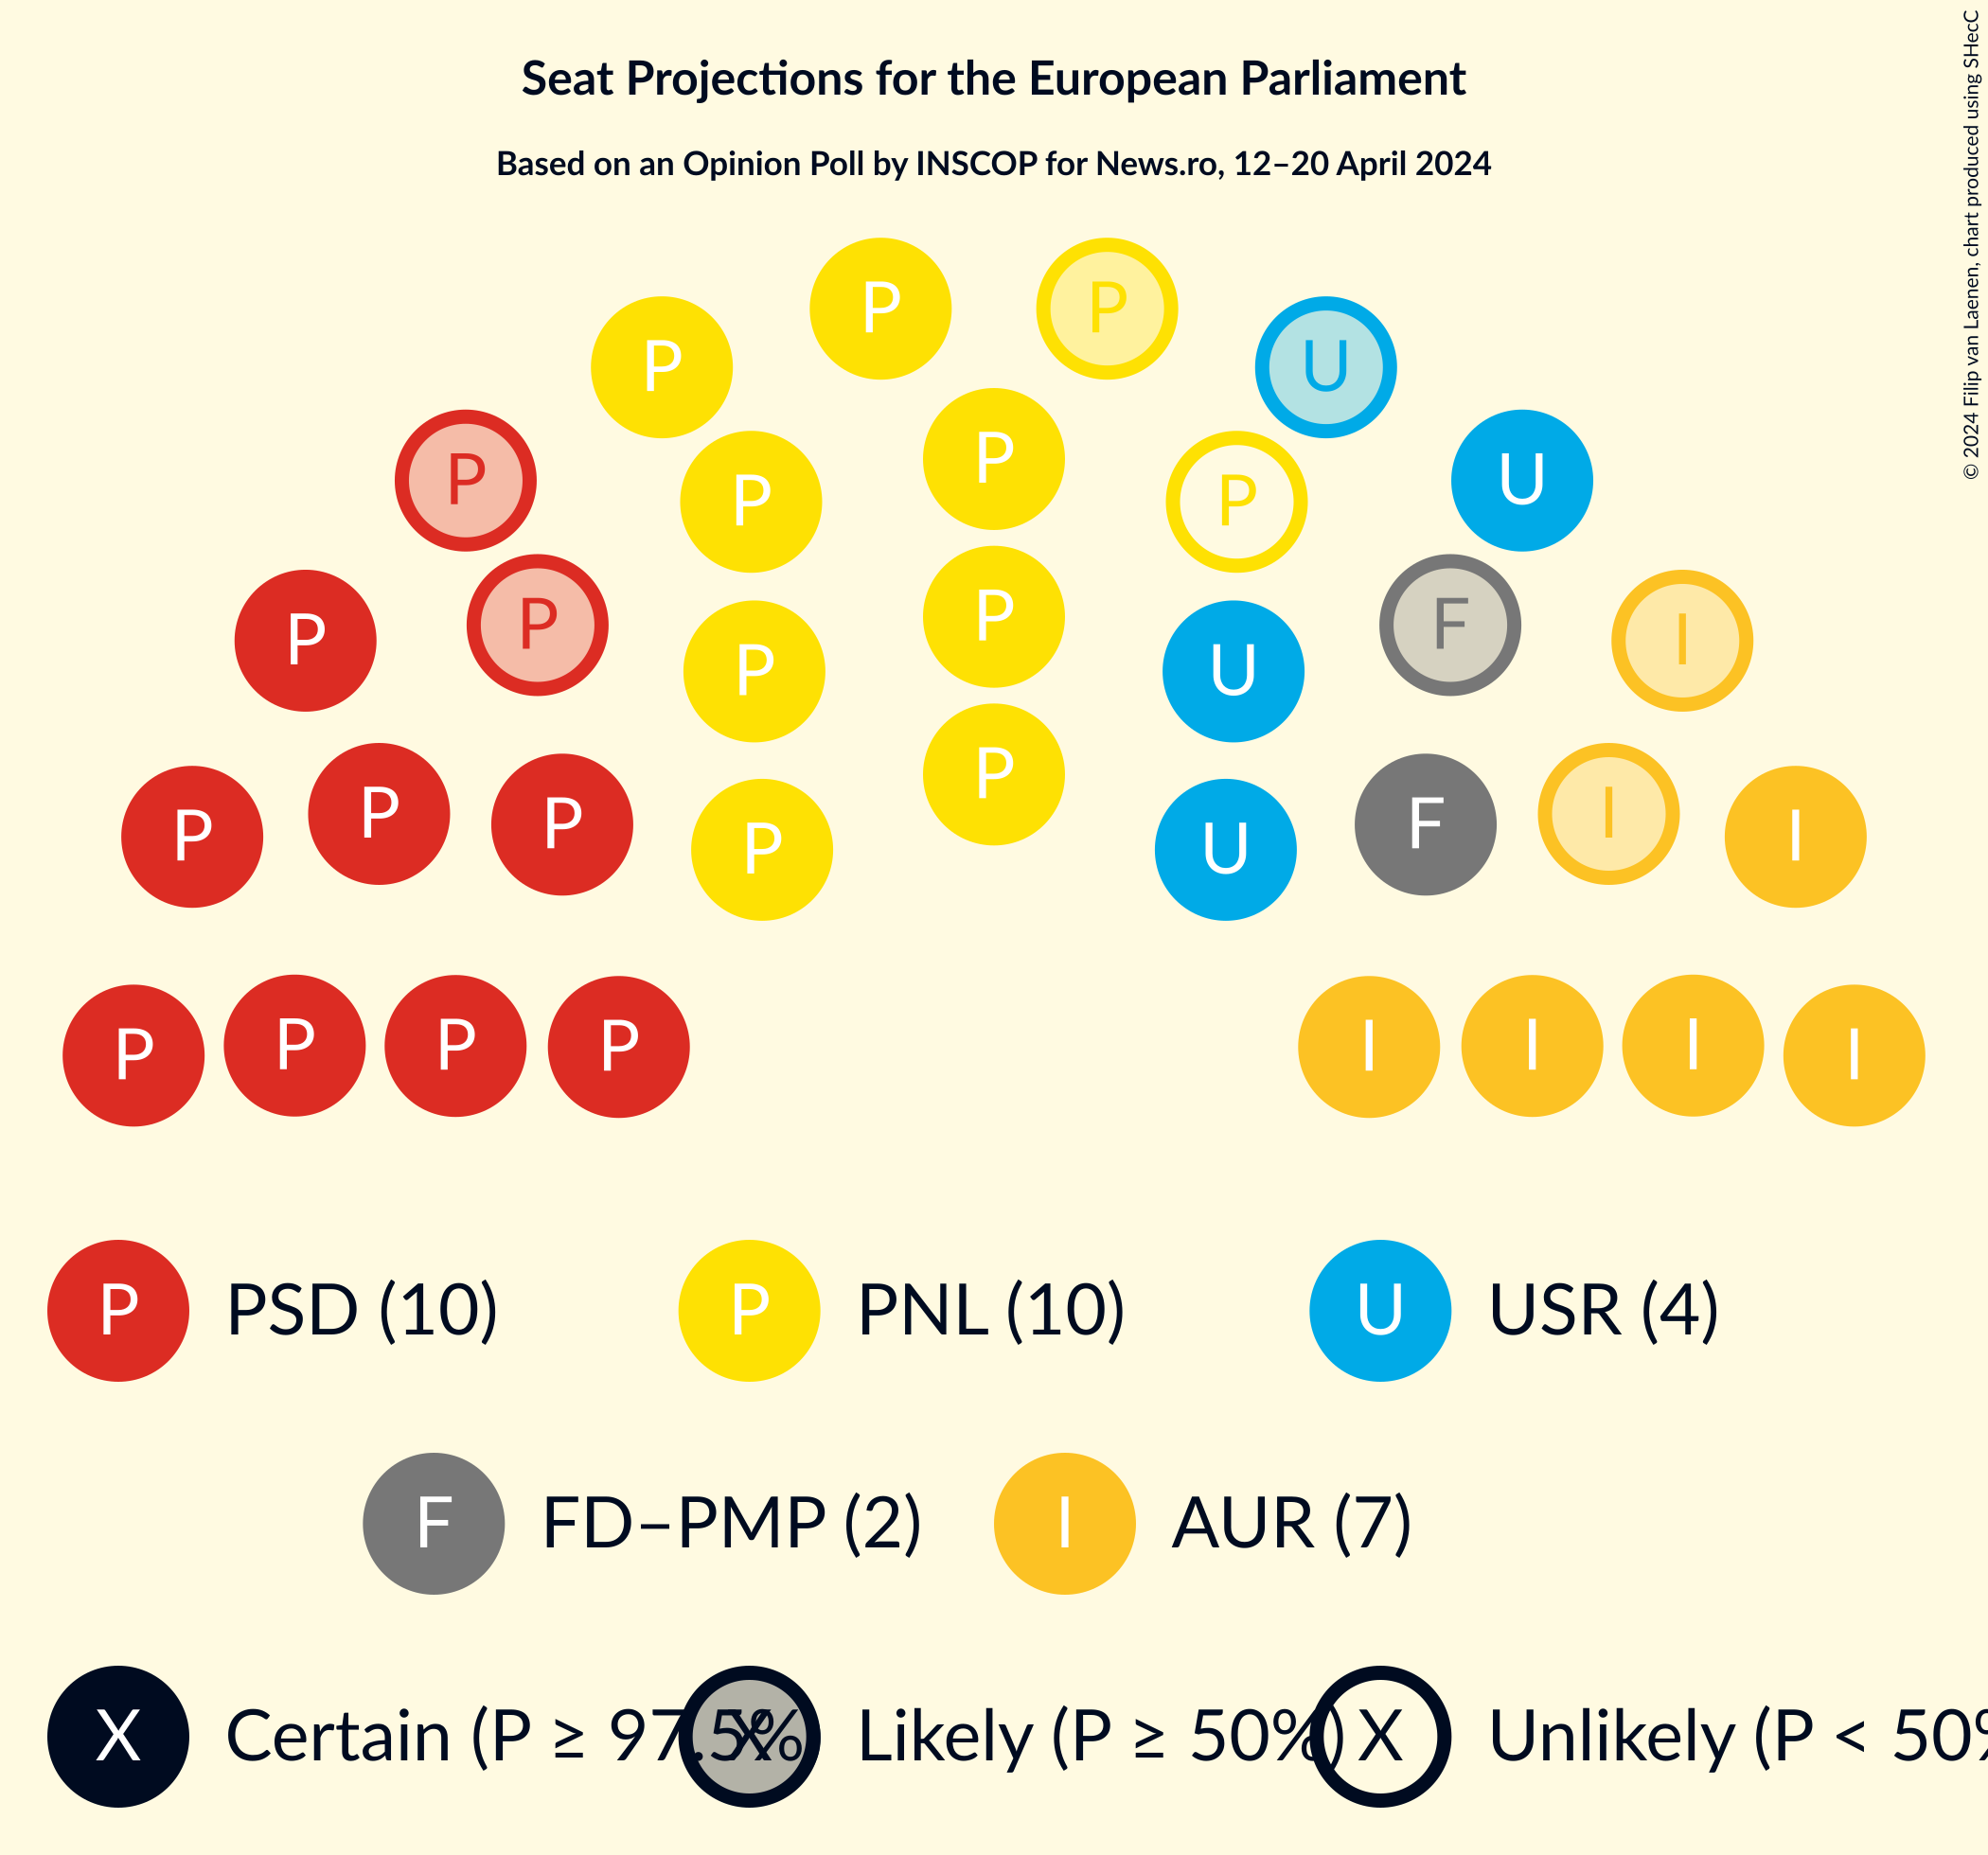 Seat Projections for the European Parliament
Based on an Opinion Poll by INSCOP for News.ro, 12–20 April 2024
© 2024 Filip van Laenen, chart produced using SHecC
P P
P U
P U
P
P P
P F
P I
P
P P
U
P
P P F I I
P U
P P P P I I I I
P PSD (10) P PNL (10) U USR (4)
F FD–PMP (2) I AUR (7)
X Certain (P ≥ 97.5% X Likely (P ≥ 50%) X Unlikely (P < 50%